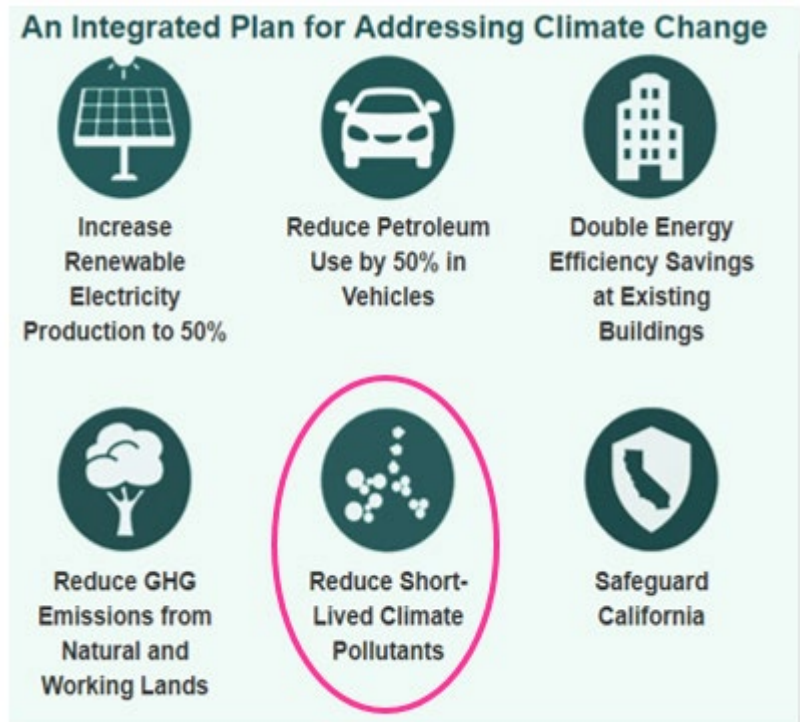 An Integrated Plan for Addressing Climate Change
Increase
Renewable
Electricity
Production to 50%
Reduce Petroleum
Use by 50% in
Vehicles
Double Energy
Efficiency Savings
at Existing
Buildings
Reduce GHG
Emissions from
Natural and
Working Lands
Reduce Short-
Lived Climate
Pollutants
Safeguard
California